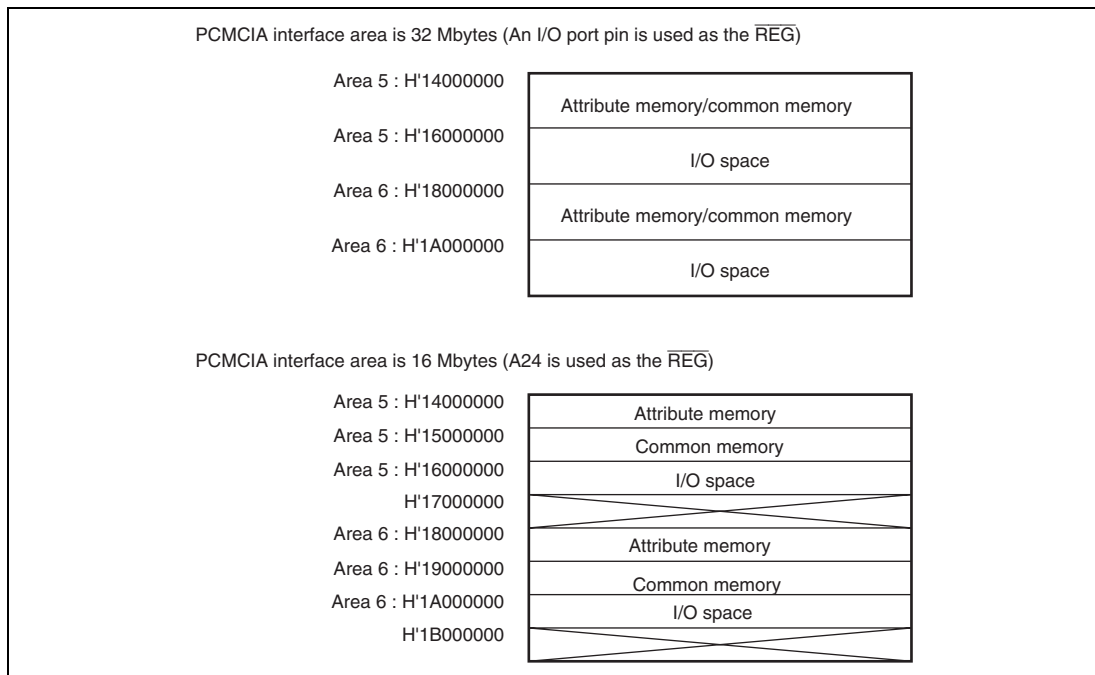 PCMCIA interface area is 32 Mbytes (An I/O port pin is used as the REG)
Area 5 : H'14000000
Attribute memory/common memory
Area 5 : H'16000000
I/O space
Area 6 : H'18000000
Attribute memory/common memory
Area 6 : H'1A000000
I/O space
PCMCIA interface area is 16 Mbytes (A24 is used as the REG)
Area 5 : H'14000000
Attribute memory
Area 5 : H'15000000
Common memory
Area 5 : H'16000000
I/O space
H'17000000
Area 6 : H'18000000
Attribute memory
Area 6 : H'19000000
Common memory
Area 6 : H'1A000000
I/O space
H'1B000000